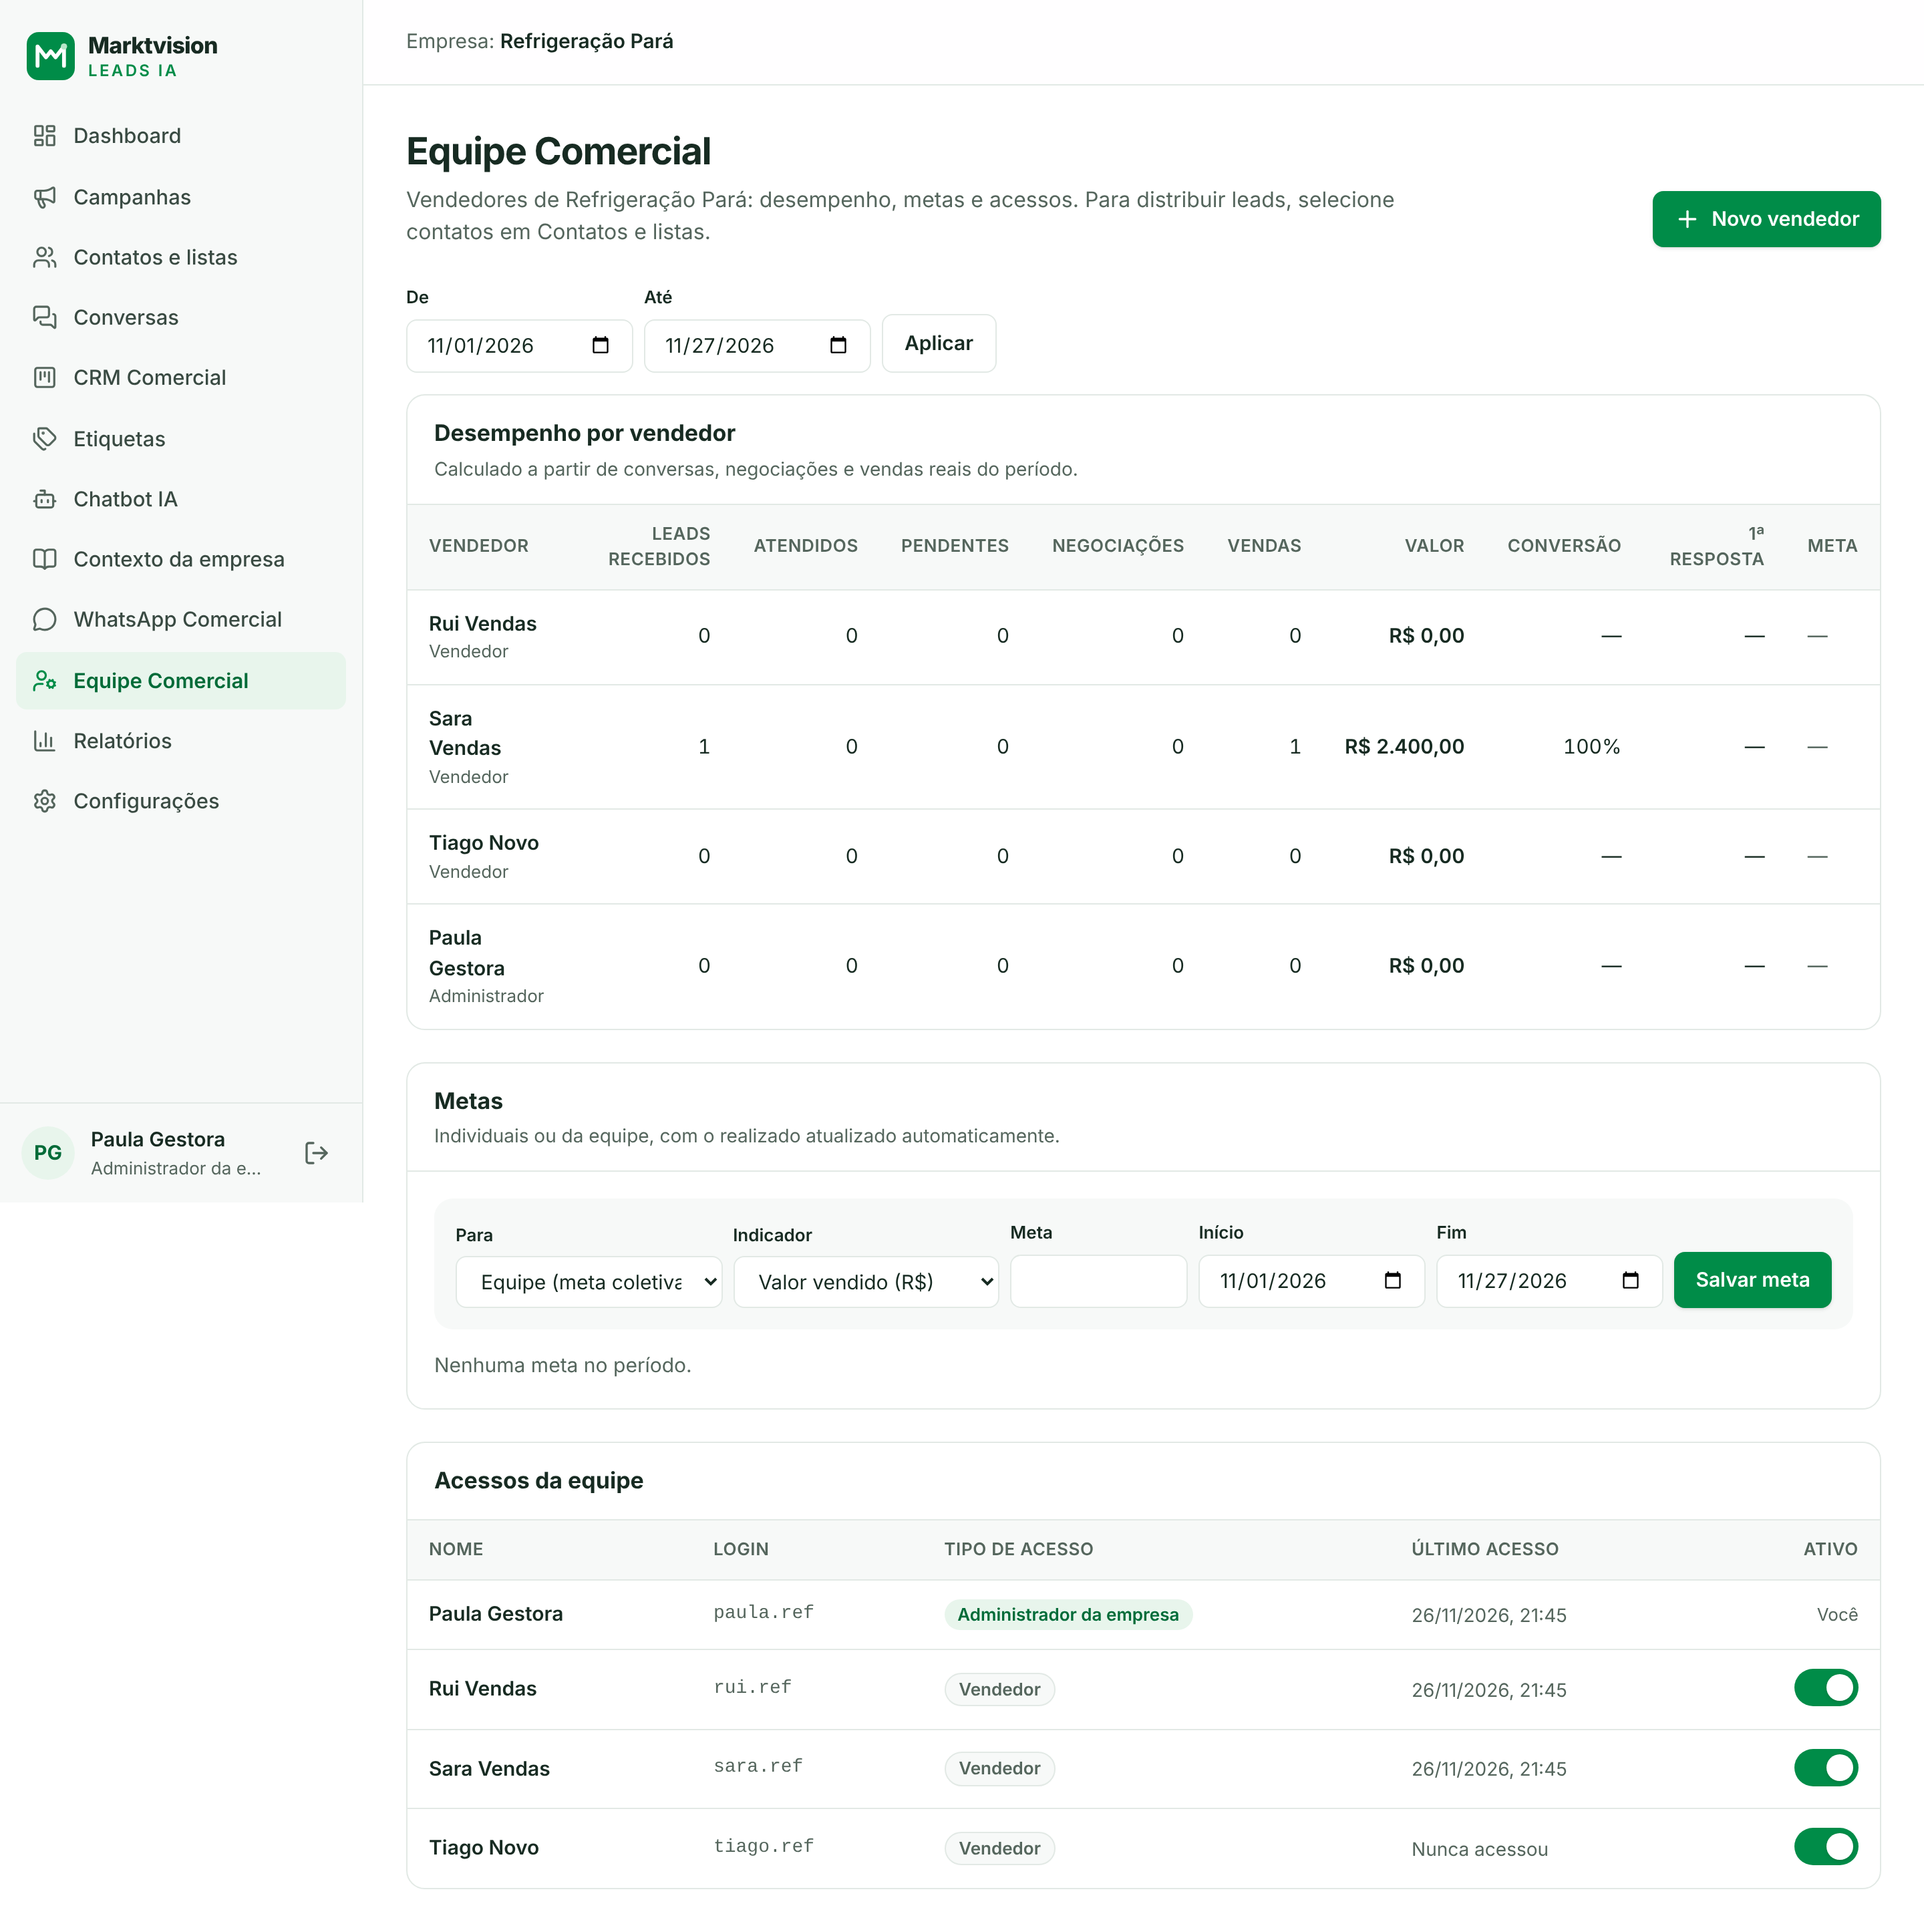 Marktvision
LEADS IA
Dashboard
Campanhas
Contatos e listas
Conversas
CRM Comercial
Etiquetas
Chatbot IA
Contexto da empresa
WhatsApp Comercial
Equipe Comercial
Relatórios
Configurações
PG
Paula Gestora
Administrador da e...
Empresa: Refrigeração Pará
Equipe Comercial
Vendedores de Refrigeração Pará: desempenho, metas e acessos. Para distribuir leads, selecione
contatos em Contatos e listas.
Novo vendedor
De
Até
11/01/2026
11/27/2026
Aplicar
Desempenho por vendedor
Calculado a partir de conversas, negociações e vendas reais do período.
VENDEDOR LEADS RECEBIDOS ATENDIDOS PENDENTES NEGOCIAÇÕES VENDAS VALOR CONVERSÃO 1ª RESPOSTA META
Rui Vendas
Vendedor
0 0 0 0 0 R$ 0,00 — — —
Sara
Vendas
Vendedor
1 0 0 0 1 R$ 2.400,00 100% — —
Tiago Novo
Vendedor
0 0 0 0 0 R$ 0,00 — — —
Paula
Gestora
Administrador
0 0 0 0 0 R$ 0,00 — — —
Metas
Individuais ou da equipe, com o realizado atualizado automaticamente.
Para Indicador Meta Início Fim
Equipe (meta coletiva Valor vendido (R$) 11/01/2026 11/27/2026 Salvar meta
Nenhuma meta no período.
Acessos da equipe
NOME LOGIN TIPO DE ACESSO ÚLTIMO ACESSO ATIVO
Paula Gestora paula.ref Administrador da empresa 26/11/2026, 21:45 Você
Rui Vendas rui.ref Vendedor 26/11/2026, 21:45
Sara Vendas sara.ref Vendedor 26/11/2026, 21:45
Tiago Novo tiago.ref Vendedor Nunca acessou